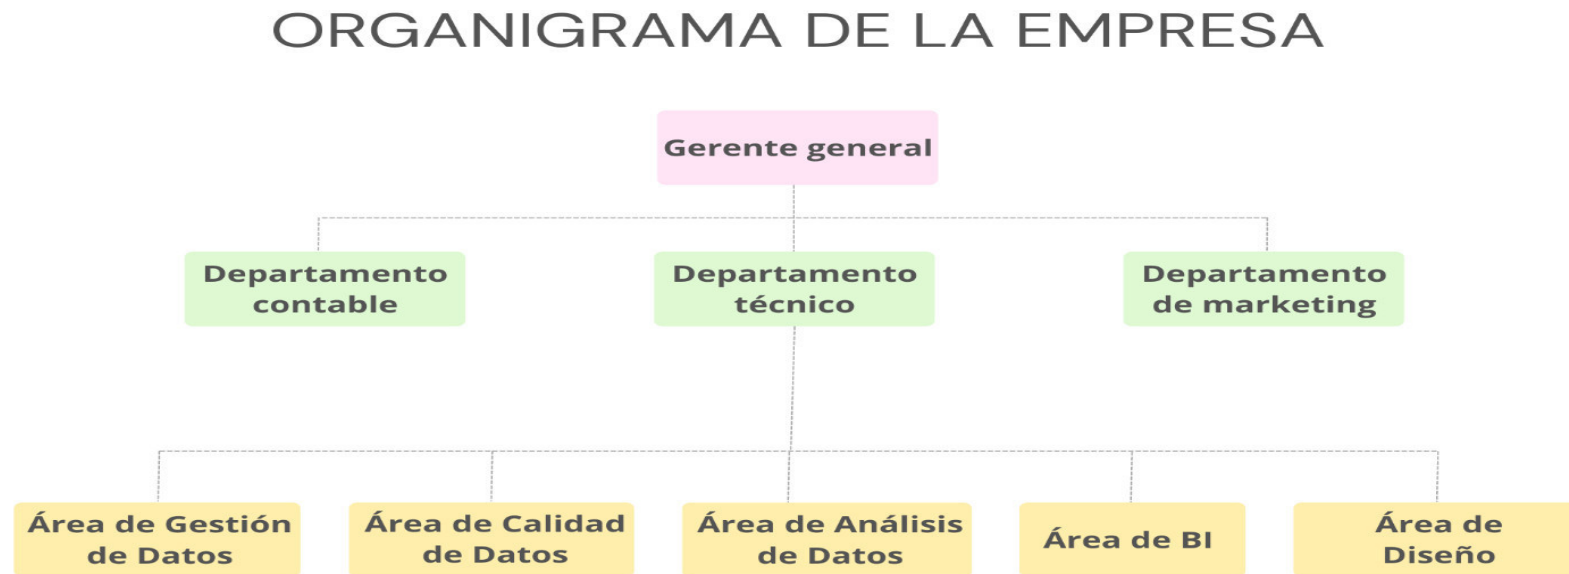 ORGANIGRAMA DE LA EMPRESA
Gerente general
Departamento
contable
Departamento
técnico
Departamento
de marketing
Área de Gestión
de Datos
Área de Calidad
de Datos
Área de Análisis
de Datos
Área de BI
Área de
Diseño